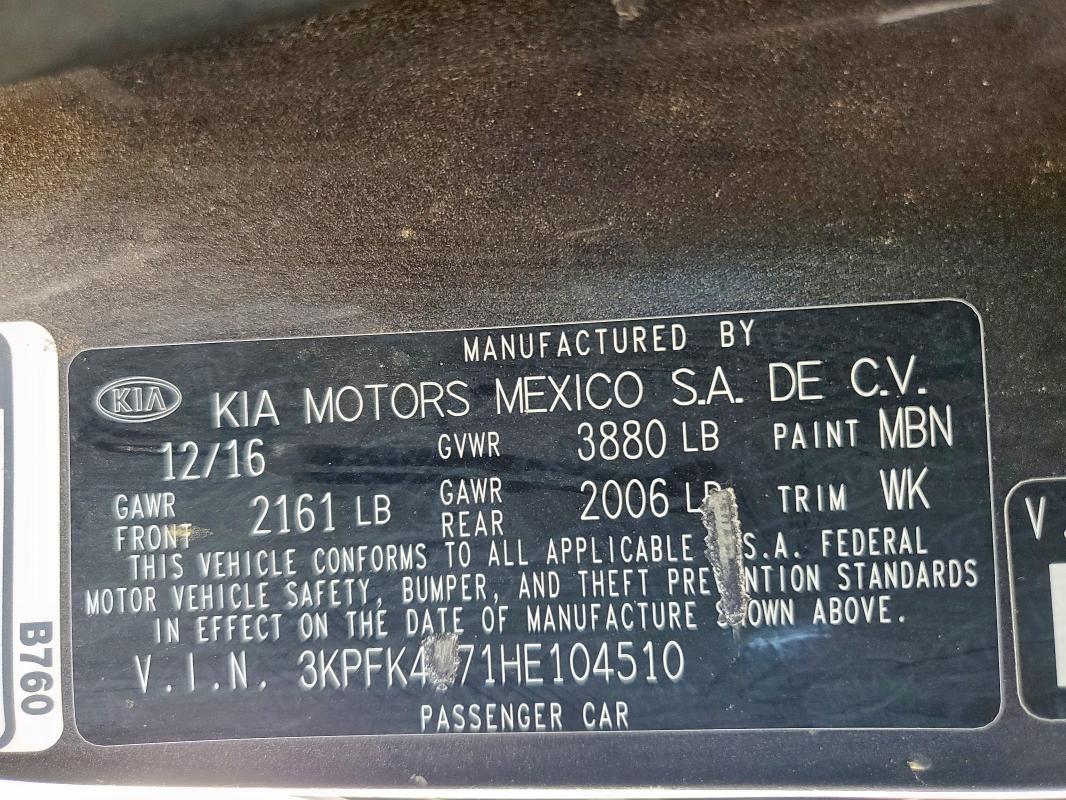 MANUFACTURED BY
KIA KIA MOTORS MEXICO S.A. DE C.V.
12/16 GVWR 3880 LB PAINT MBN
GAWR FRONT 2161 LB GAWR REAR 2006 TRIM WK
THIS VEHICLE CONFORMS TO ALL APPLICABLE S.A. FEDERAL
MOTOR VEHICLE SAFETY, BUMPER, AND THEFT STANDARDS
IN EFFECT ON THE DATE OF MANUFACTURE ABOVE.
V.I.N.
PASSENGER CAR
B760
V.